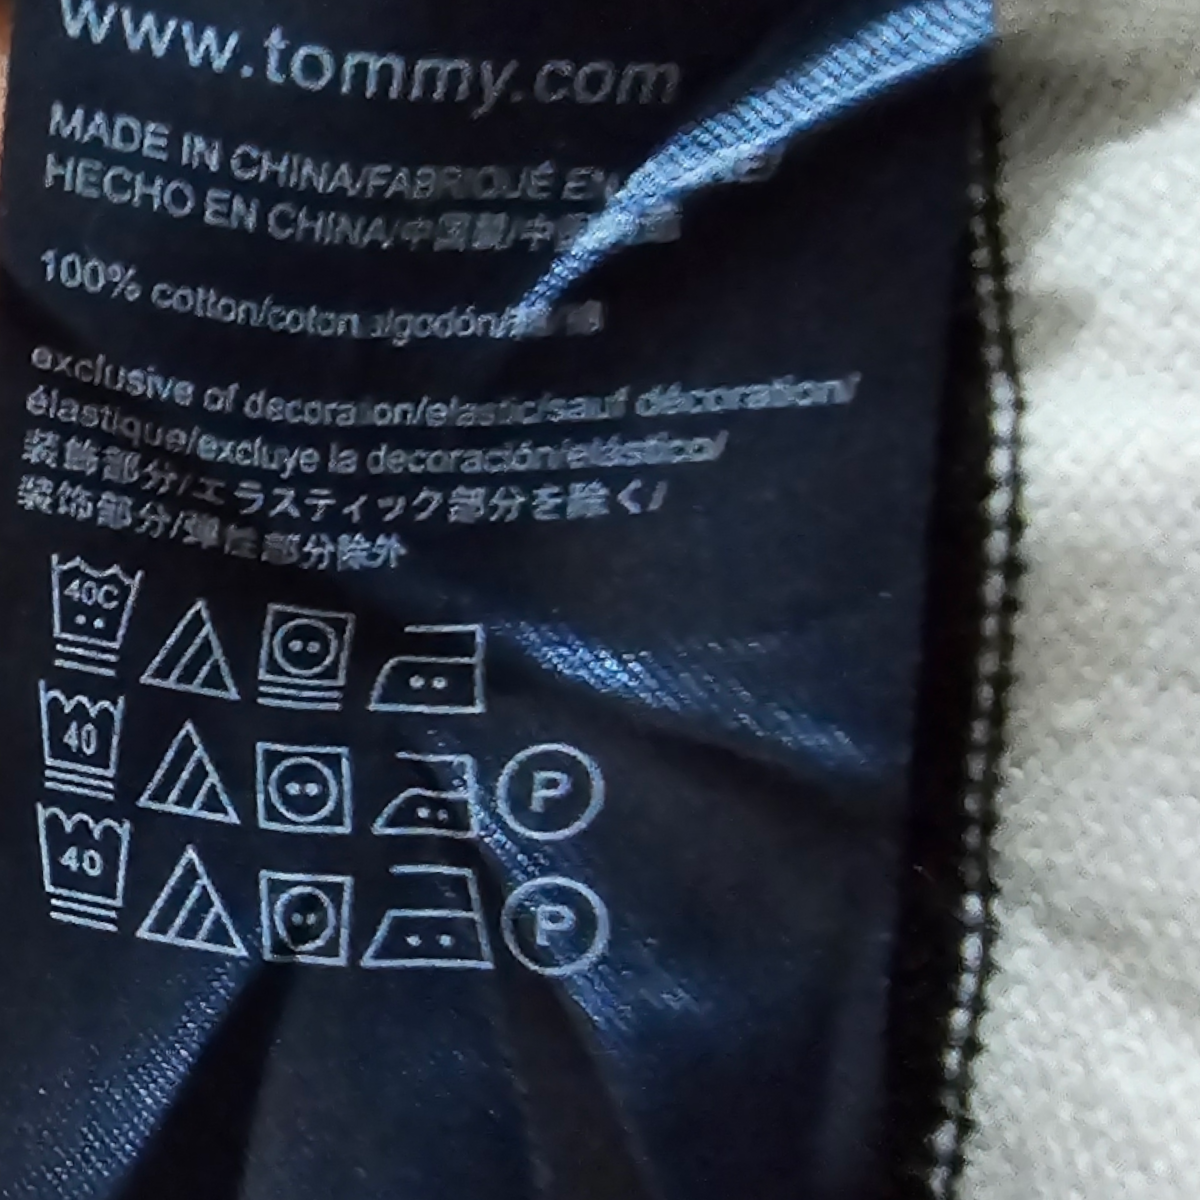 www.tommy.com
MADE IN CHINA/FABRIQUÉ EN
HECHO EN CHINA/中国製/中国
100% cotton/coton algodón/
exclusive of decoration/elastic/sauf décoration/
élastique/excluye la decoración/elástico/
装飾部分/エラスティック部分を除く/
装饰部分/弹性部分除外
40C
40
P
40
P